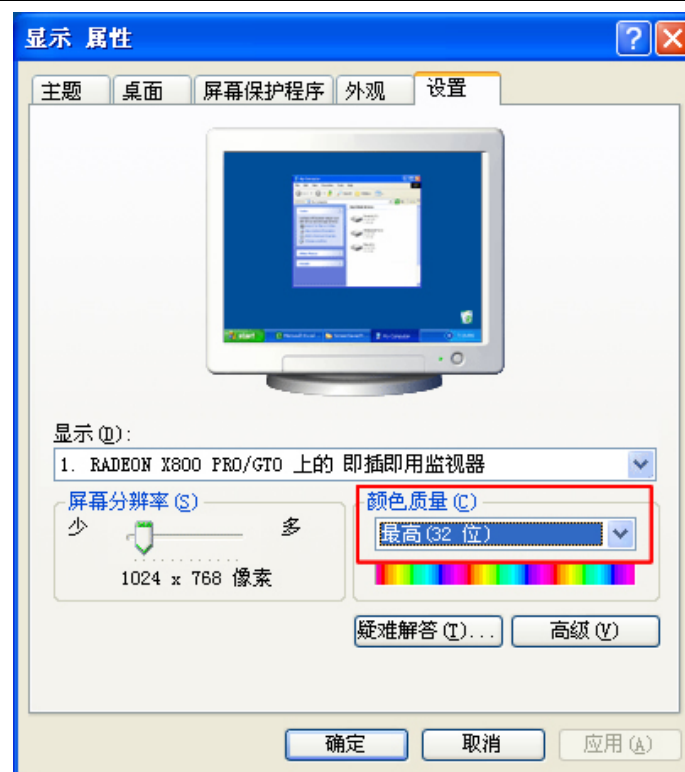 显示 属性
主题 桌面 屏幕保护程序 外观 设置
显示(D):
1. RADEON X800 PRO/GTO 上的 即插即用监视器
屏幕分辨率(S)
少 多
1024 x 768 像素
颜色质量(C)
最高(32 位)
疑难解答(T)... 高级(V)
确定 取消 应用(A)